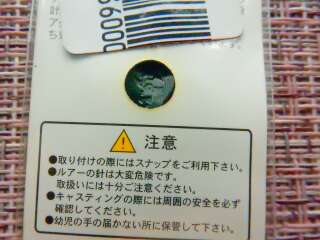 00099
注意
●取り付けの際にはスナップをご利用下さい。
●ルアーの針は大変危険です。
取扱いには十分ご注意ください。
●キャスティングの際には周囲の安全を必ず
確認してください。
●幼児の手の届かない所に保管して下さい。